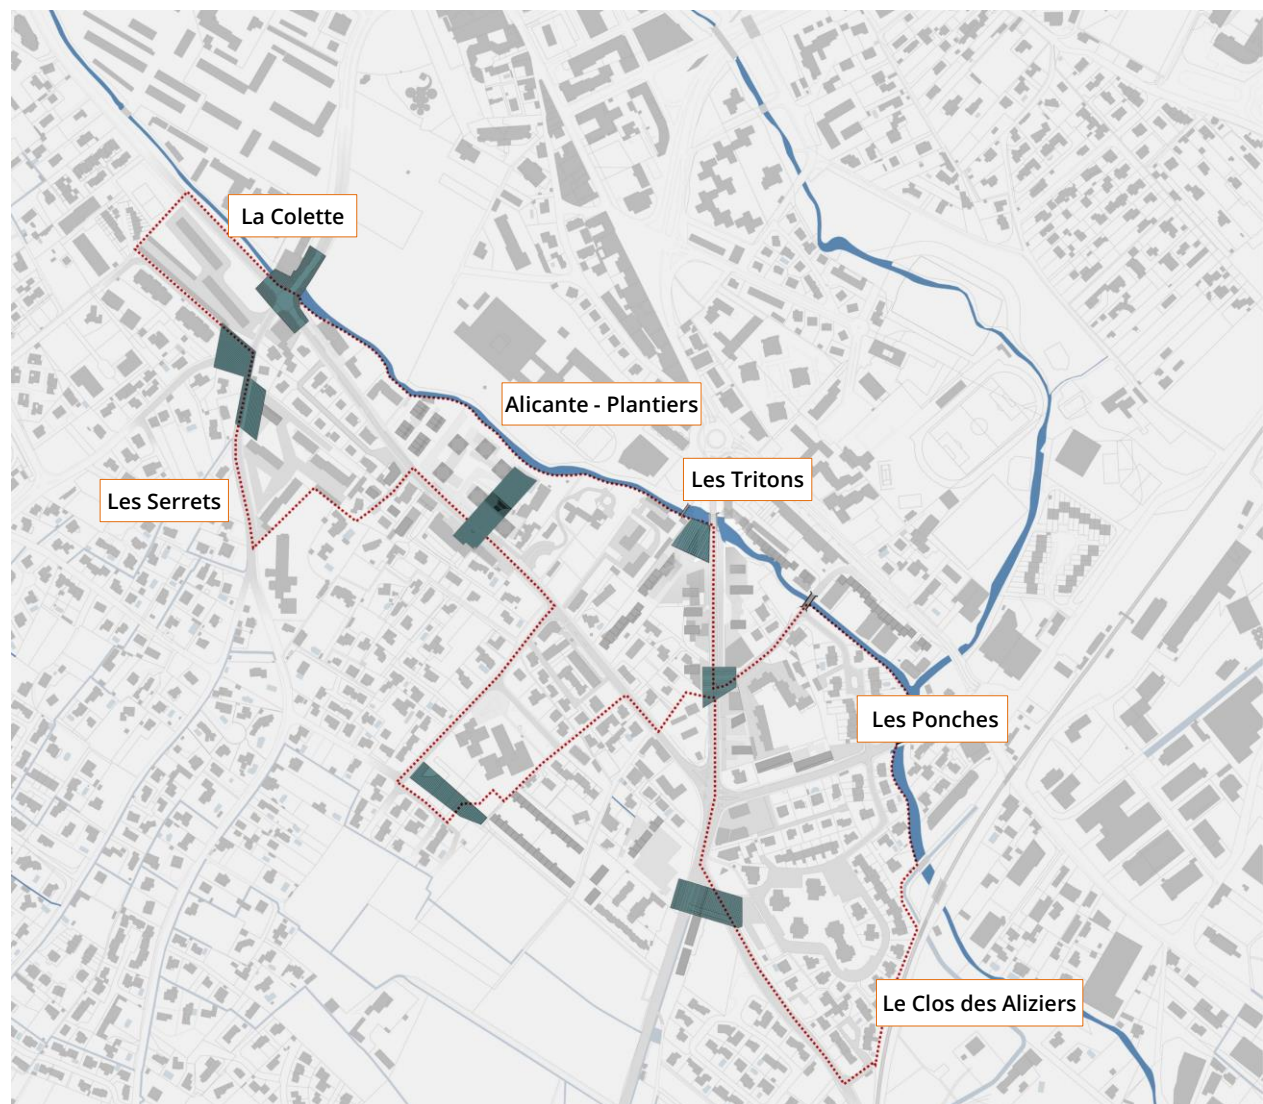 La Colette
Alicante - Plantiers
Les Tritons
Les Serrets
Les Ponches
Le Clos des Aliziers